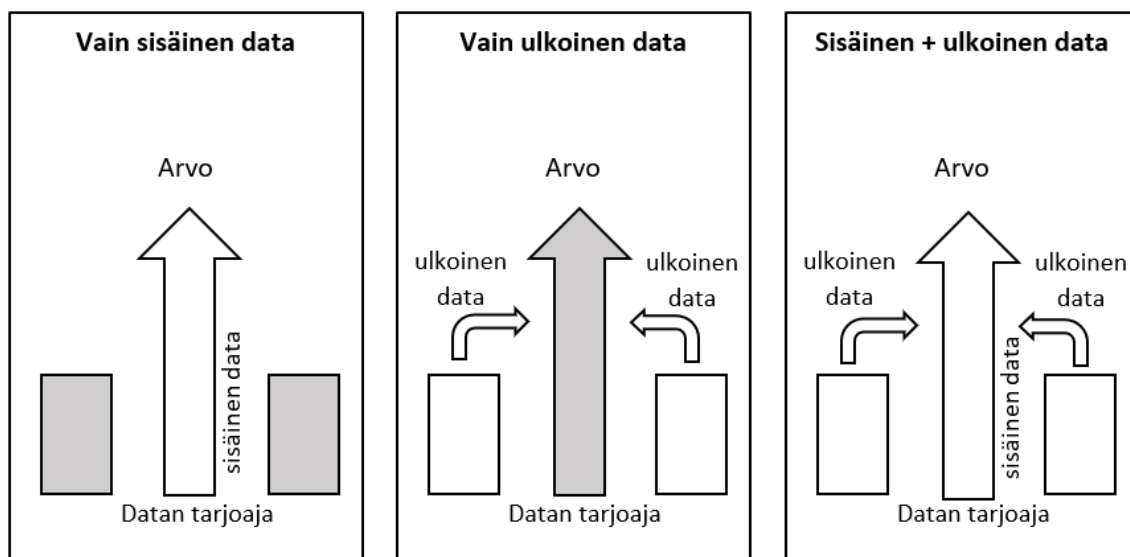 Vain sisäinen data
Arvo
sisäinen data
Datan tarjoaja
Vain ulkoinen data
Arvo
ulkoinen
data
ulkoinen
data
Datan tarjoaja
Sisäinen + ulkoinen data
Arvo
ulkoinen
data
ulkoinen
data
sisäinen data
Datan tarjoaja